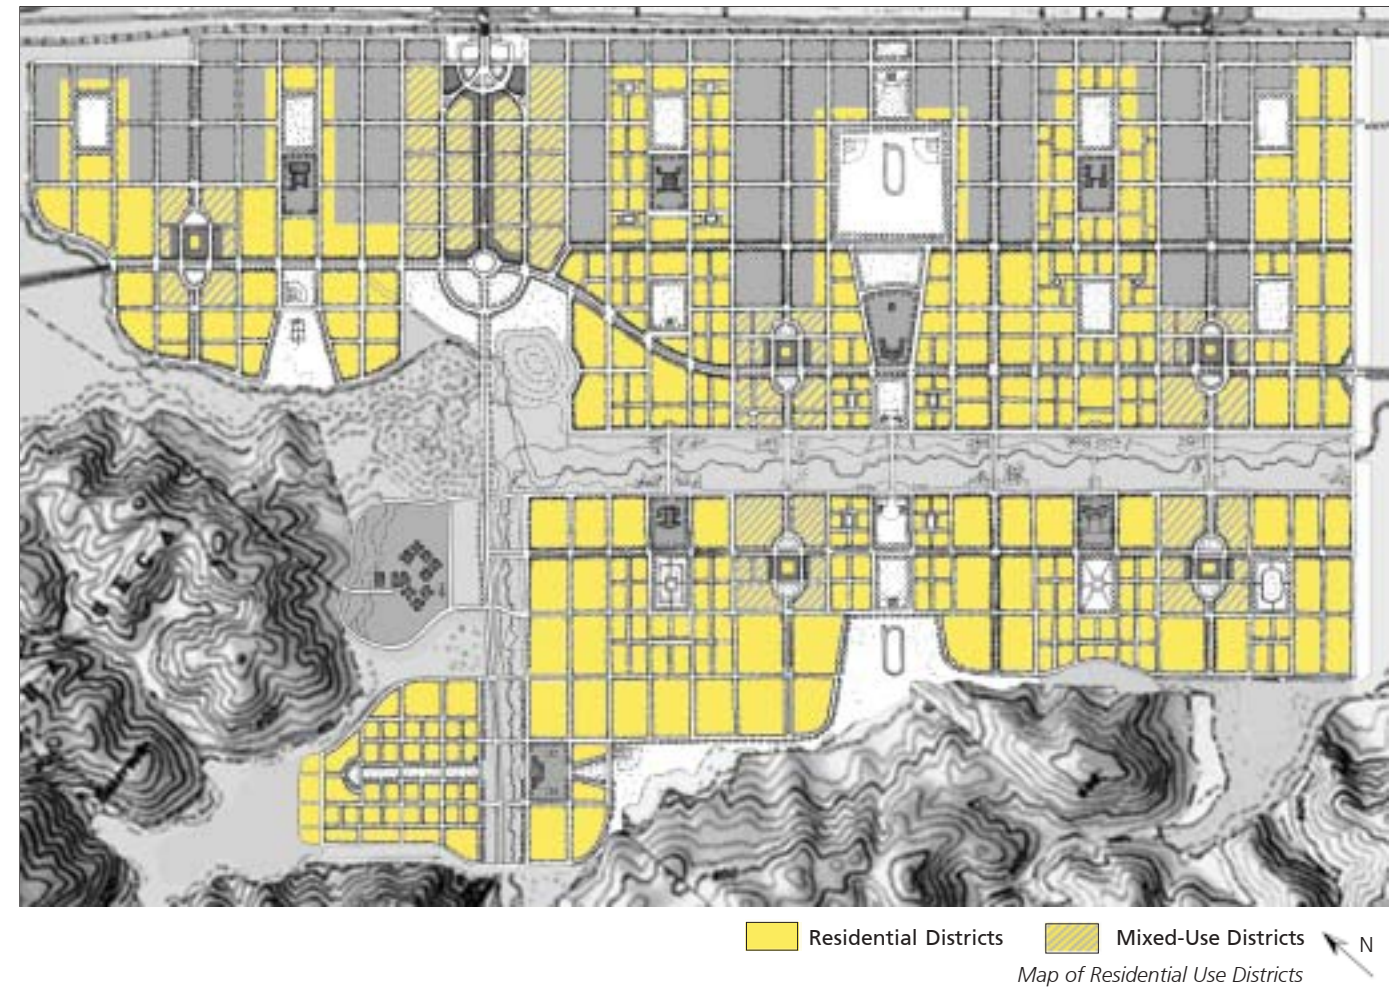 Residential Districts
Mixed-Use Districts
N
Map of Residential Use Districts